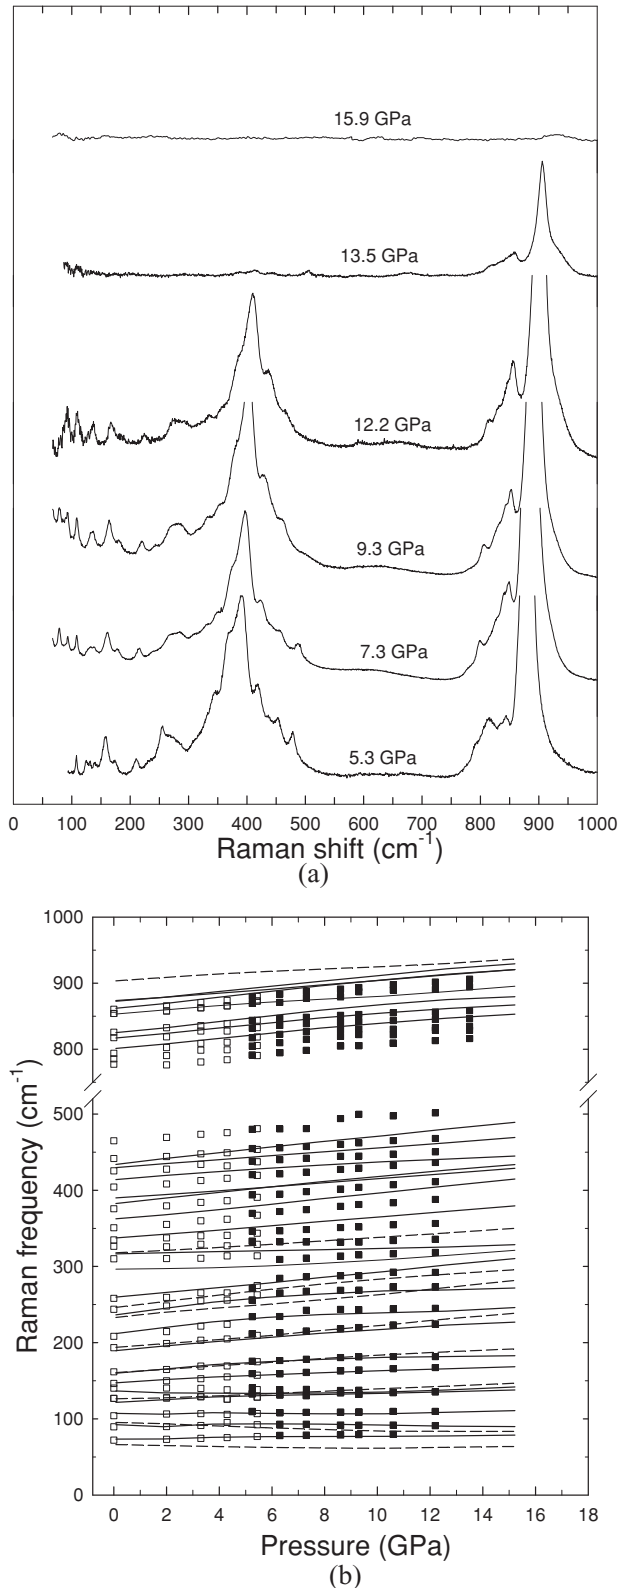 15.9 GPa
13.5 GPa
12.2 GPa
9.3 GPa
7.3 GPa
5.3 GPa
0 100 200 300 400 500 600 700 800 900 1000
Raman shift (cm⁻¹)
(a)
1000
900
800
500
400
300
200
100
0
Raman frequency (cm⁻¹)
0 2 4 6 8 10 12 14 16 18
Pressure (GPa)
(b)